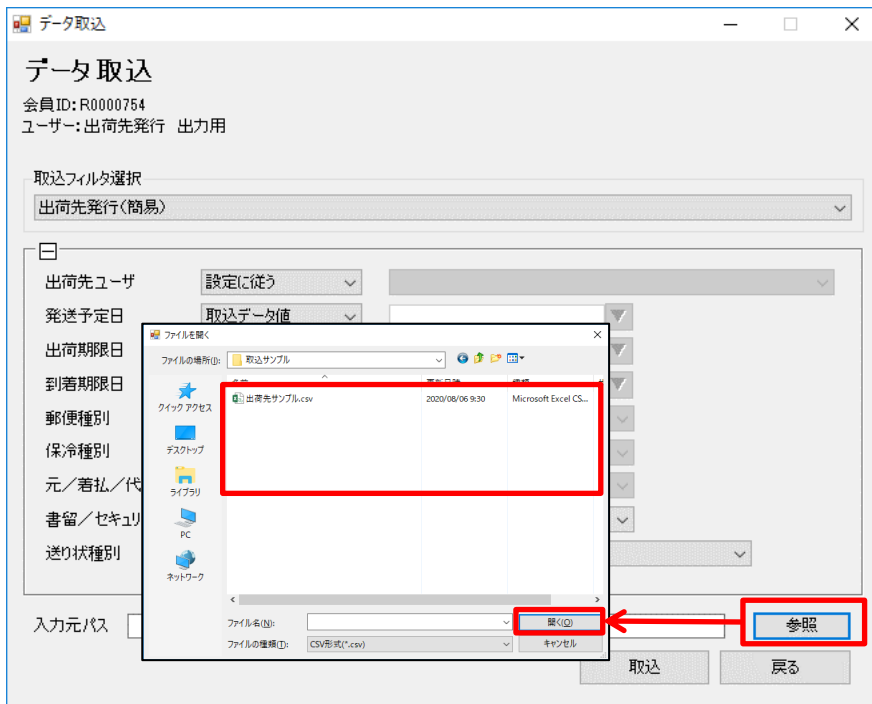 データ取込
データ取込
会員ID:R0000754
ユーザー:出荷先発行 出力用
取込フィルタ選択
出荷先発行(簡易)
出荷先ユーザ 設定に従う
発送予定日 取込データ値
出荷期限日
到着期限日
郵便種別
保冷種別
元/着払/代
書留/セキュリ
送り状種別
入力元パス
参照
取込
戻る
ファイルを開く
ファイルの場所(I): 取込サンプル
クイック アクセス
デスクトップ
ライブラリ
PC
ネットワーク
出荷先サンプル.csv 2020/08/06 9:30 Microsoft Excel CS...
ファイル名(N):
開く(O)
ファイルの種類(T): CSV形式(*.csv)
キャンセル